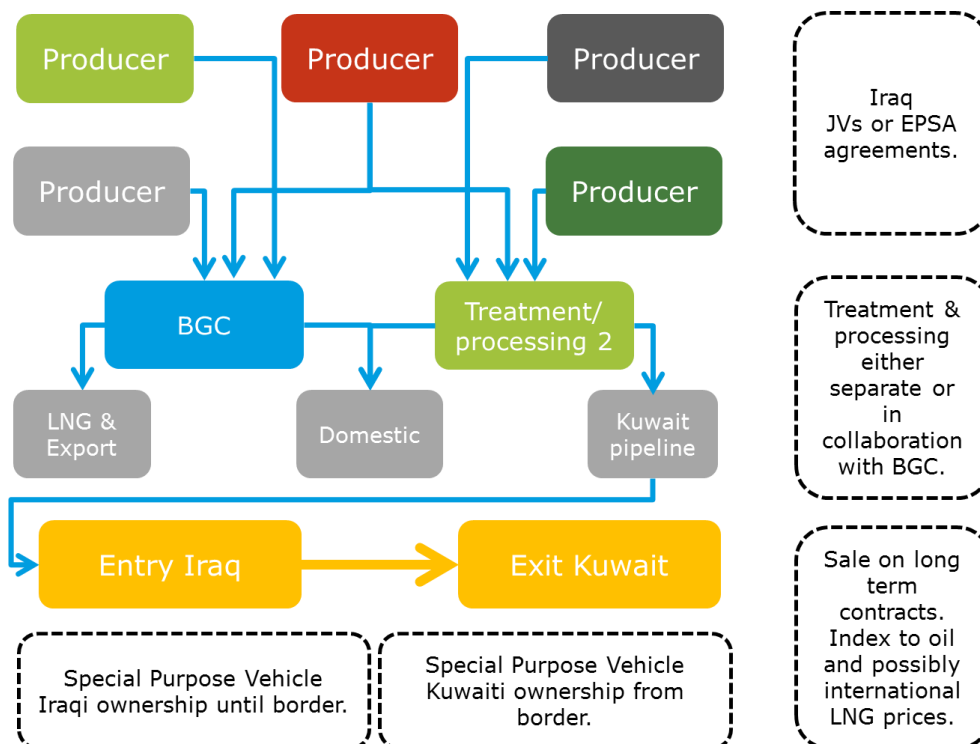 Producer
Producer
Producer
Iraq
JVs or EPSA
agreements.
Producer
Producer
BGC
Treatment/
processing 2
Treatment &
processing
either
separate or
in
collaboration
with BGC.
LNG &
Export
Domestic
Kuwait
pipeline
Entry Iraq
Exit Kuwait
Sale on long
term
contracts.
Index to oil
and possibly
international
LNG prices.
Special Purpose Vehicle
Iraqi ownership until border.
Special Purpose Vehicle
Kuwaiti ownership from
border.